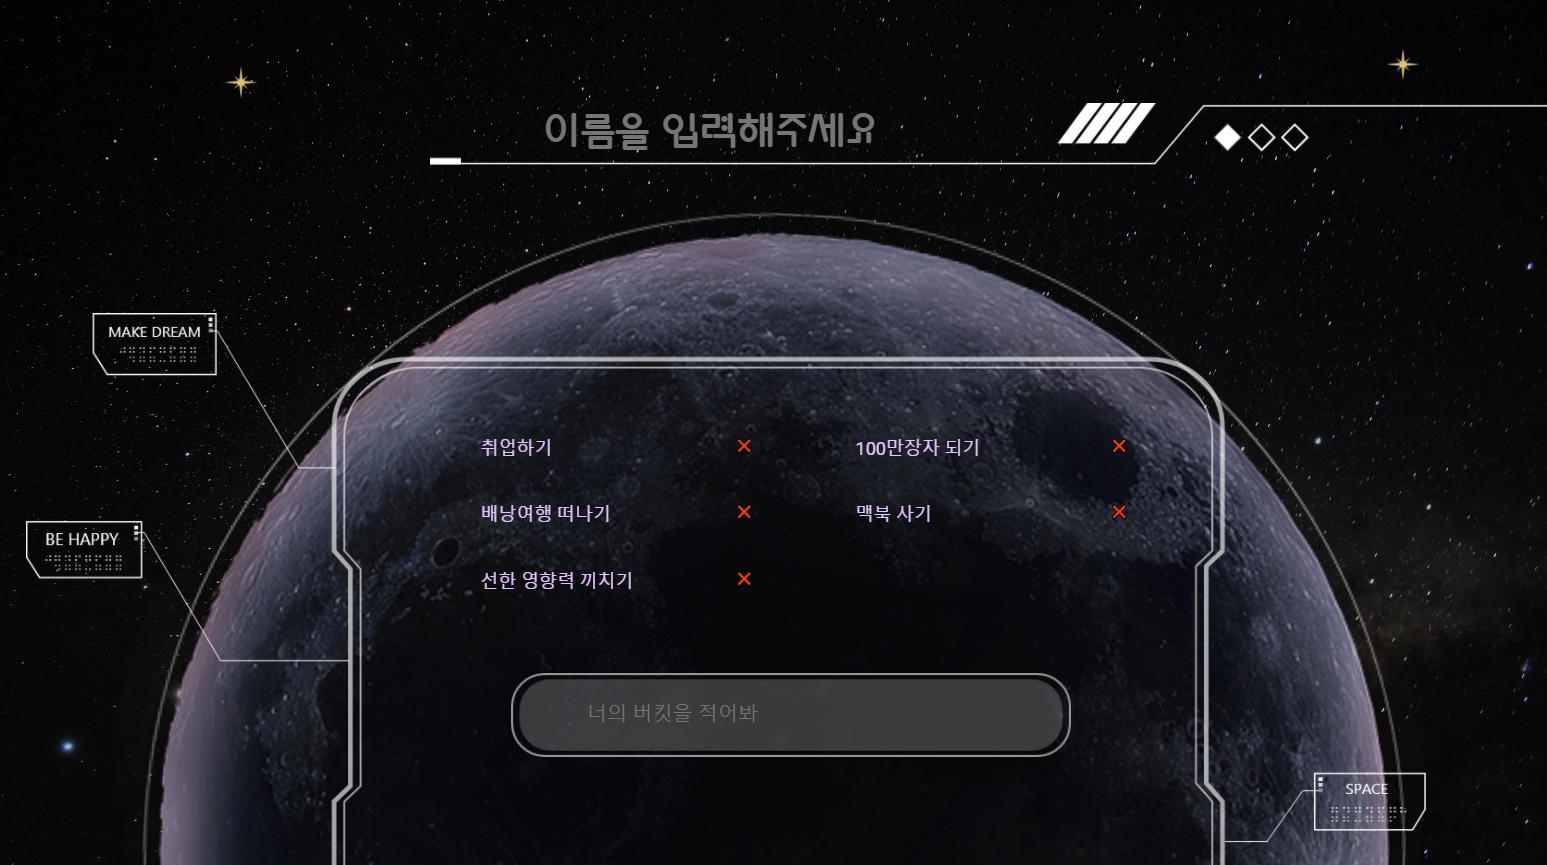 이름을 입력해주세요
MAKE DREAM
취업하기
100만장자 되기
배낭여행 떠나기
맥북 사기
BE HAPPY
선한 영향력 끼치기
너의 버킷을 적어봐
SPACE